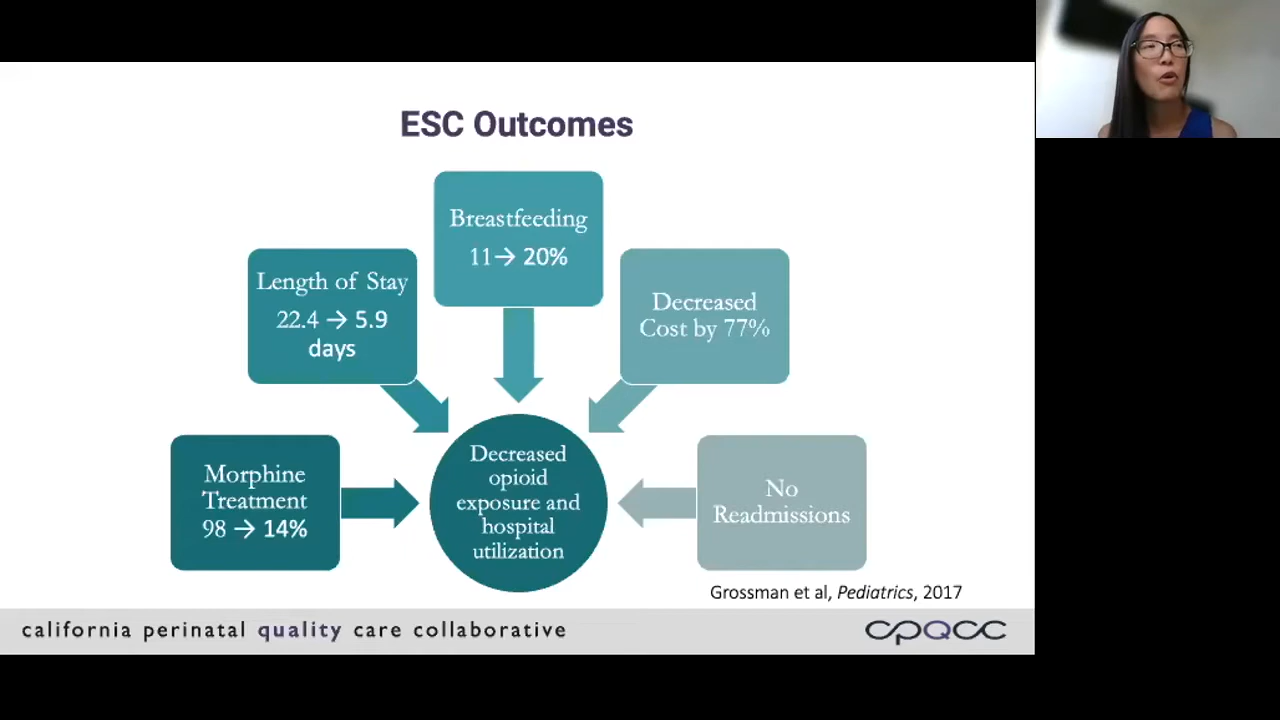 ESC Outcomes
Breastfeeding
11→ 20%
Length of Stay
22.4 → 5.9
days
Decreased
Cost by 77%
Morphine
Treatment
98 → 14%
Decreased
opioid
exposure and
hospital
utilization
No
Readmissions
Grossman et al, Pediatrics, 2017
california perinatal quality care collaborative
cpqcc